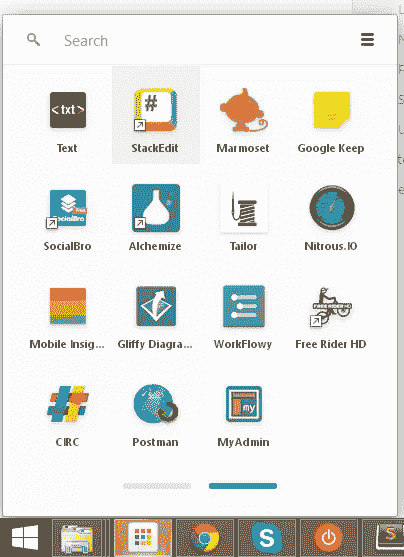 Search
<txt>
#
Text
StackEdit
Marmoset
Google Keep
Free
SocialBro
SocialBro
Alchemize
Tailor
Nitrous.IO
FREE RIDER HD
Mobile Insig...
Gliffy Diagra...
WorkFlowy
Free Rider HD
my
CIRC
Postman
MyAdmin
S
S